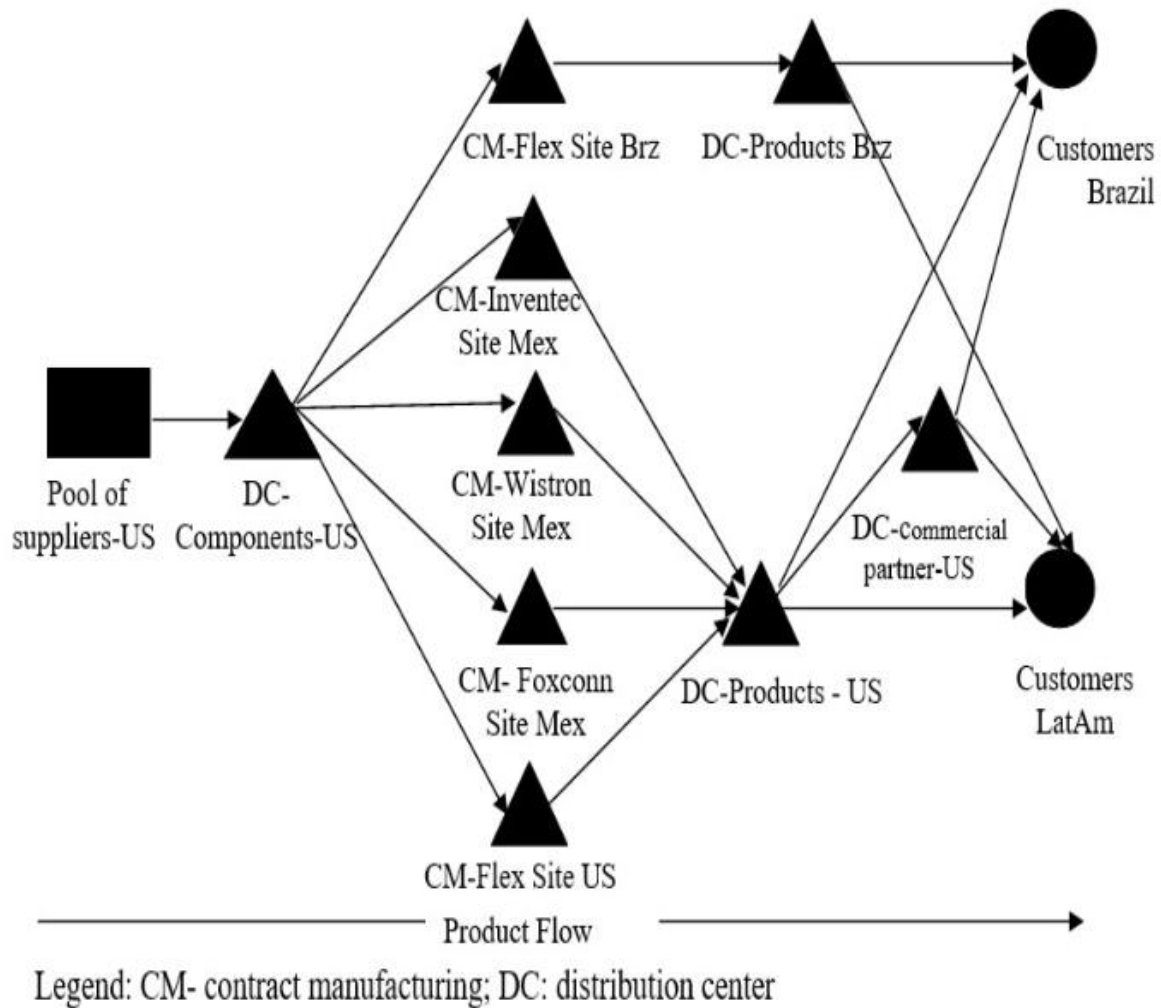 CM-Flex Site Brz
DC-Products Brz
Customers
Brazil
CM-Inventec
Site Mex
Pool of
suppliers-US
DC-
Components-US
CM-Wistron
Site Mex
DC-commercial
partner-US
CM- Foxconn
Site Mex
DC-Products - US
Customers
LatAm
CM-Flex Site US
Product Flow
Legend: CM- contract manufacturing; DC: distribution center